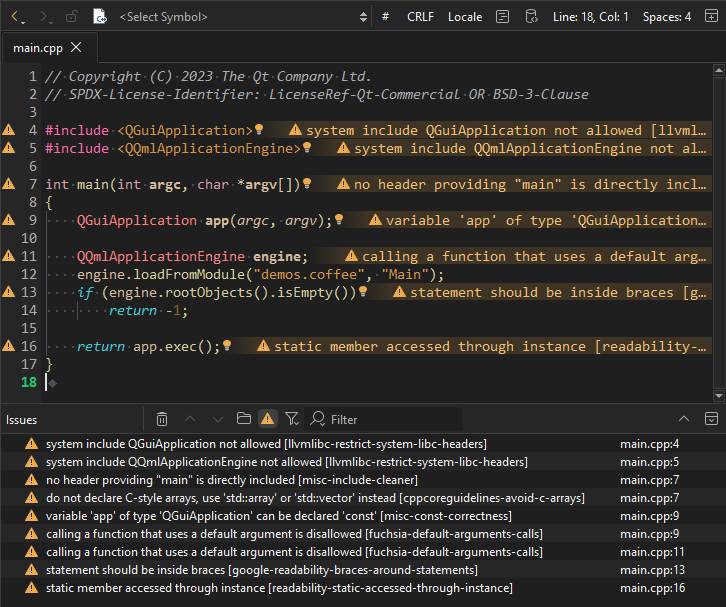 <Select Symbol> # CRLF Locale Line: 18, Col: 1 Spaces: 4
main.cpp
1 // Copyright (C) 2023 The Qt Company Ltd.
2 // SPDX-License-Identifier: LicenseRef-Qt-Commercial OR BSD-3-Clause
3
4 #include <QGuiApplication> system include QGuiApplication not allowed [llvml…
5 #include <QQmlApplicationEngine> system include QQmlApplicationEngine not al…
6
7 int main(int argc, char *argv[]) no header providing "main" is directly incl…
8 {
9 QGuiApplication app(argc, argv); variable 'app' of type 'QGuiApplication…
10
11 QQmlApplicationEngine engine; calling a function that uses a default arg…
12 engine.loadFromModule("demos.coffee", "Main");
13 if (engine.rootObjects().isEmpty()) statement should be inside braces [g…
14 return -1;
15
16 return app.exec(); static member accessed through instance [readability-…
17 }
18
Issues Filter
system include QGuiApplication not allowed [llvmlibc-restrict-system-libc-headers] main.cpp:4
system include QQmlApplicationEngine not allowed [llvmlibc-restrict-system-libc-headers] main.cpp:5
no header providing "main" is directly included [misc-include-cleaner] main.cpp:7
do not declare C-style arrays, use 'std::array' or 'std::vector' instead [cppcoreguidelines-avoid-c-arrays] main.cpp:7
variable 'app' of type 'QGuiApplication' can be declared 'const' [misc-const-correctness] main.cpp:9
calling a function that uses a default argument is disallowed [fuchsia-default-arguments-calls] main.cpp:9
calling a function that uses a default argument is disallowed [fuchsia-default-arguments-calls] main.cpp:11
statement should be inside braces [google-readability-braces-around-statements] main.cpp:13
static member accessed through instance [readability-static-accessed-through-instance] main.cpp:16